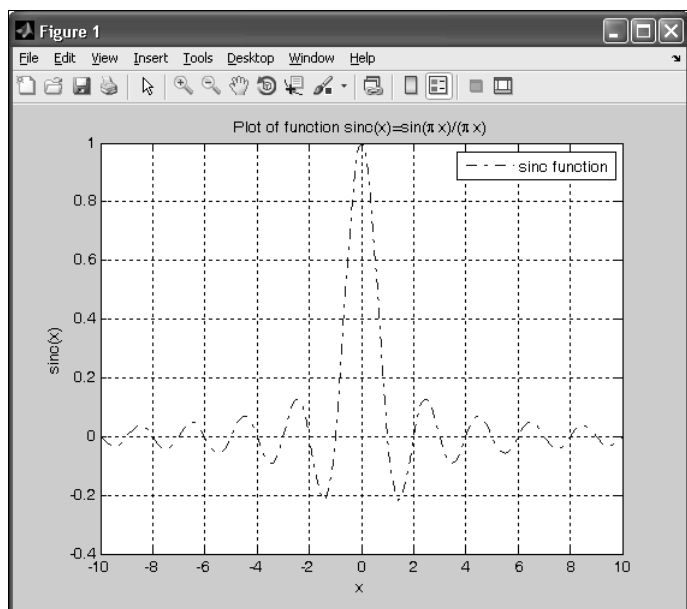 Figure 1
File Edit View Insert Tools Desktop Window Help
Plot of function sinc(x)=sin(π x)/(π x)
sinc function
1
0.8
0.6
0.4
0.2
0
-0.2
-0.4
sinc(x)
-10 -8 -6 -4 -2 0 2 4 6 8 10
x